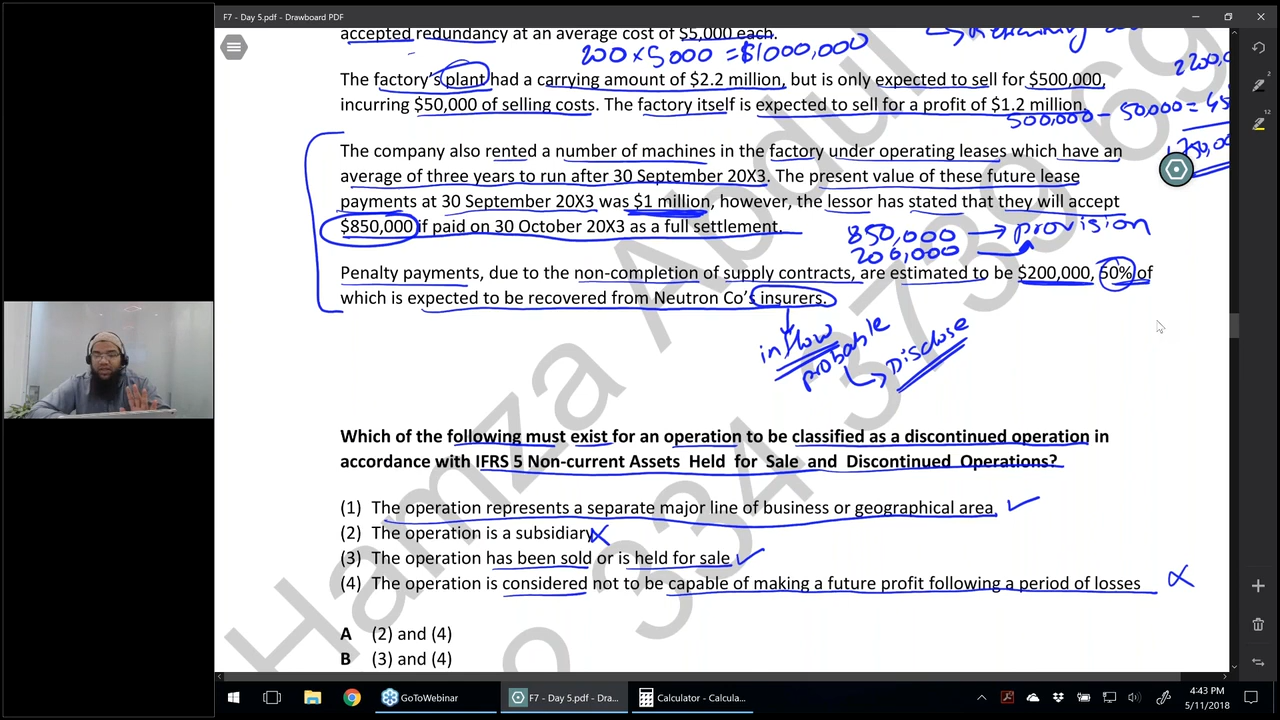 F7 - Day 5.pdf - Drawboard PDF
accepted redundancy at an average cost of $5,000 each.
200 x 5000 = $1000,000
The factory's plant had a carrying amount of $2.2 million, but is only expected to sell for $500,000,
incurring $50,000 of selling costs. The factory itself is expected to sell for a profit of $1.2 million.
500,000 - 50,000 = 45
The company also rented a number of machines in the factory under operating leases which have an
average of three years to run after 30 September 20X3. The present value of these future lease
payments at 30 September 20X3 was $1 million, however, the lessor has stated that they will accept
$850,000 if paid on 30 October 20X3 as a full settlement.
850,000 → provision
200,000
Penalty payments, due to the non-completion of supply contracts, are estimated to be $200,000, 50% of
which is expected to be recovered from Neutron Co's insurers.
inflow
probable
Disclose
Which of the following must exist for an operation to be classified as a discontinued operation in
accordance with IFRS 5 Non-current Assets Held for Sale and Discontinued Operations?
(1) The operation represents a separate major line of business or geographical area.
(2) The operation is a subsidiary
(3) The operation has been sold or is held for sale
(4) The operation is considered not to be capable of making a future profit following a period of losses
A (2) and (4)
B (3) and (4)
Hamza Abdul
0 334 3739 69
GoToWebinar
F7 - Day 5.pdf - Dra...
Calculator - Calcula...
4:43 PM
5/11/2018